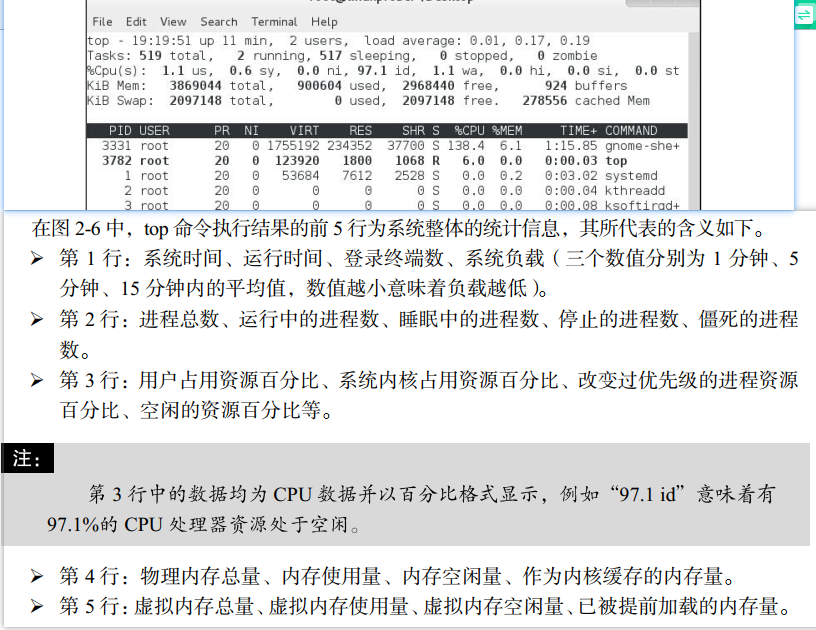 File Edit View Search Terminal Help
top - 19:19:51 up 11 min,  2 users,  load average: 0.01, 0.17, 0.19
Tasks: 519 total,   2 running, 517 sleeping,   0 stopped,   0 zombie
%Cpu(s):  1.1 us,  0.6 sy,  0.0 ni, 97.1 id,  1.1 wa,  0.0 hi,  0.0 si,  0.0 st
KiB Mem:   3869044 total,   900604 used,  2968440 free,      924 buffers
KiB Swap:  2097148 total,        0 used,  2097148 free.   278556 cached Mem
PID USER      PR  NI    VIRT    RES    SHR S  %CPU %MEM     TIME+ COMMAND
3331 root      20   0 1755192 234352  37700 S 138.4  6.1   1:15.85 gnome-she+
3782 root      20   0  123920   1800   1068 R   6.0  0.0   0:00.03 top
1 root      20   0   53684   7612   2528 S   0.0  0.2   0:03.02 systemd
2 root      20   0       0      0      0 S   0.0  0.0   0:00.04 kthreadd
3 root      20   0       0      0      0 S   0.0  0.0   0:00.08 ksoftirqd+
在图 2-6 中，top 命令执行结果的前 5 行为系统整体的统计信息，其所代表的含义如下。
➢ 第 1 行：系统时间、运行时间、登录终端数、系统负载（三个数值分别为 1 分钟、5
分钟、15 分钟内的平均值，数值越小意味着负载越低）。
➢ 第 2 行：进程总数、运行中的进程数、睡眠中的进程数、停止的进程数、僵死的进程
数。
➢ 第 3 行：用户占用资源百分比、系统内核占用资源百分比、改变过优先级的进程资源
百分比、空闲的资源百分比等。
注：
第 3 行中的数据均为 CPU 数据并以百分比格式显示，例如“97.1 id”意味着有
97.1%的 CPU 处理器资源处于空闲。
➢ 第 4 行：物理内存总量、内存使用量、内存空闲量、作为内核缓存的内存量。
➢ 第 5 行：虚拟内存总量、虚拟内存使用量、虚拟内存空闲量、已被提前加载的内存量。